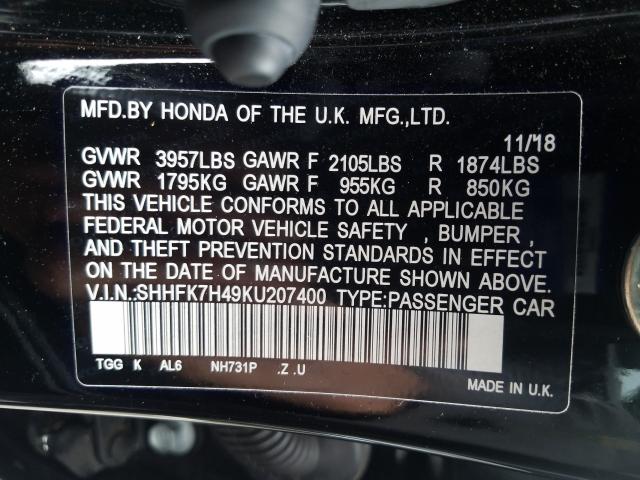 MFD.BY HONDA OF THE U.K. MFG.,LTD.
11/18
GVWR 3957LBS GAWR F 2105LBS R 1874LBS
GVWR 1795KG GAWR F 955KG R 850KG
THIS VEHICLE CONFORMS TO ALL APPLICABLE
FEDERAL MOTOR VEHICLE SAFETY , BUMPER ,
AND THEFT PREVENTION STANDARDS IN EFFECT
ON THE DATE OF MANUFACTURE SHOWN ABOVE.
V.I.N.:SHHFK7H49KU207400 TYPE:PASSENGER CAR
TGG K AL6 NH731P .Z .U
MADE IN U.K.